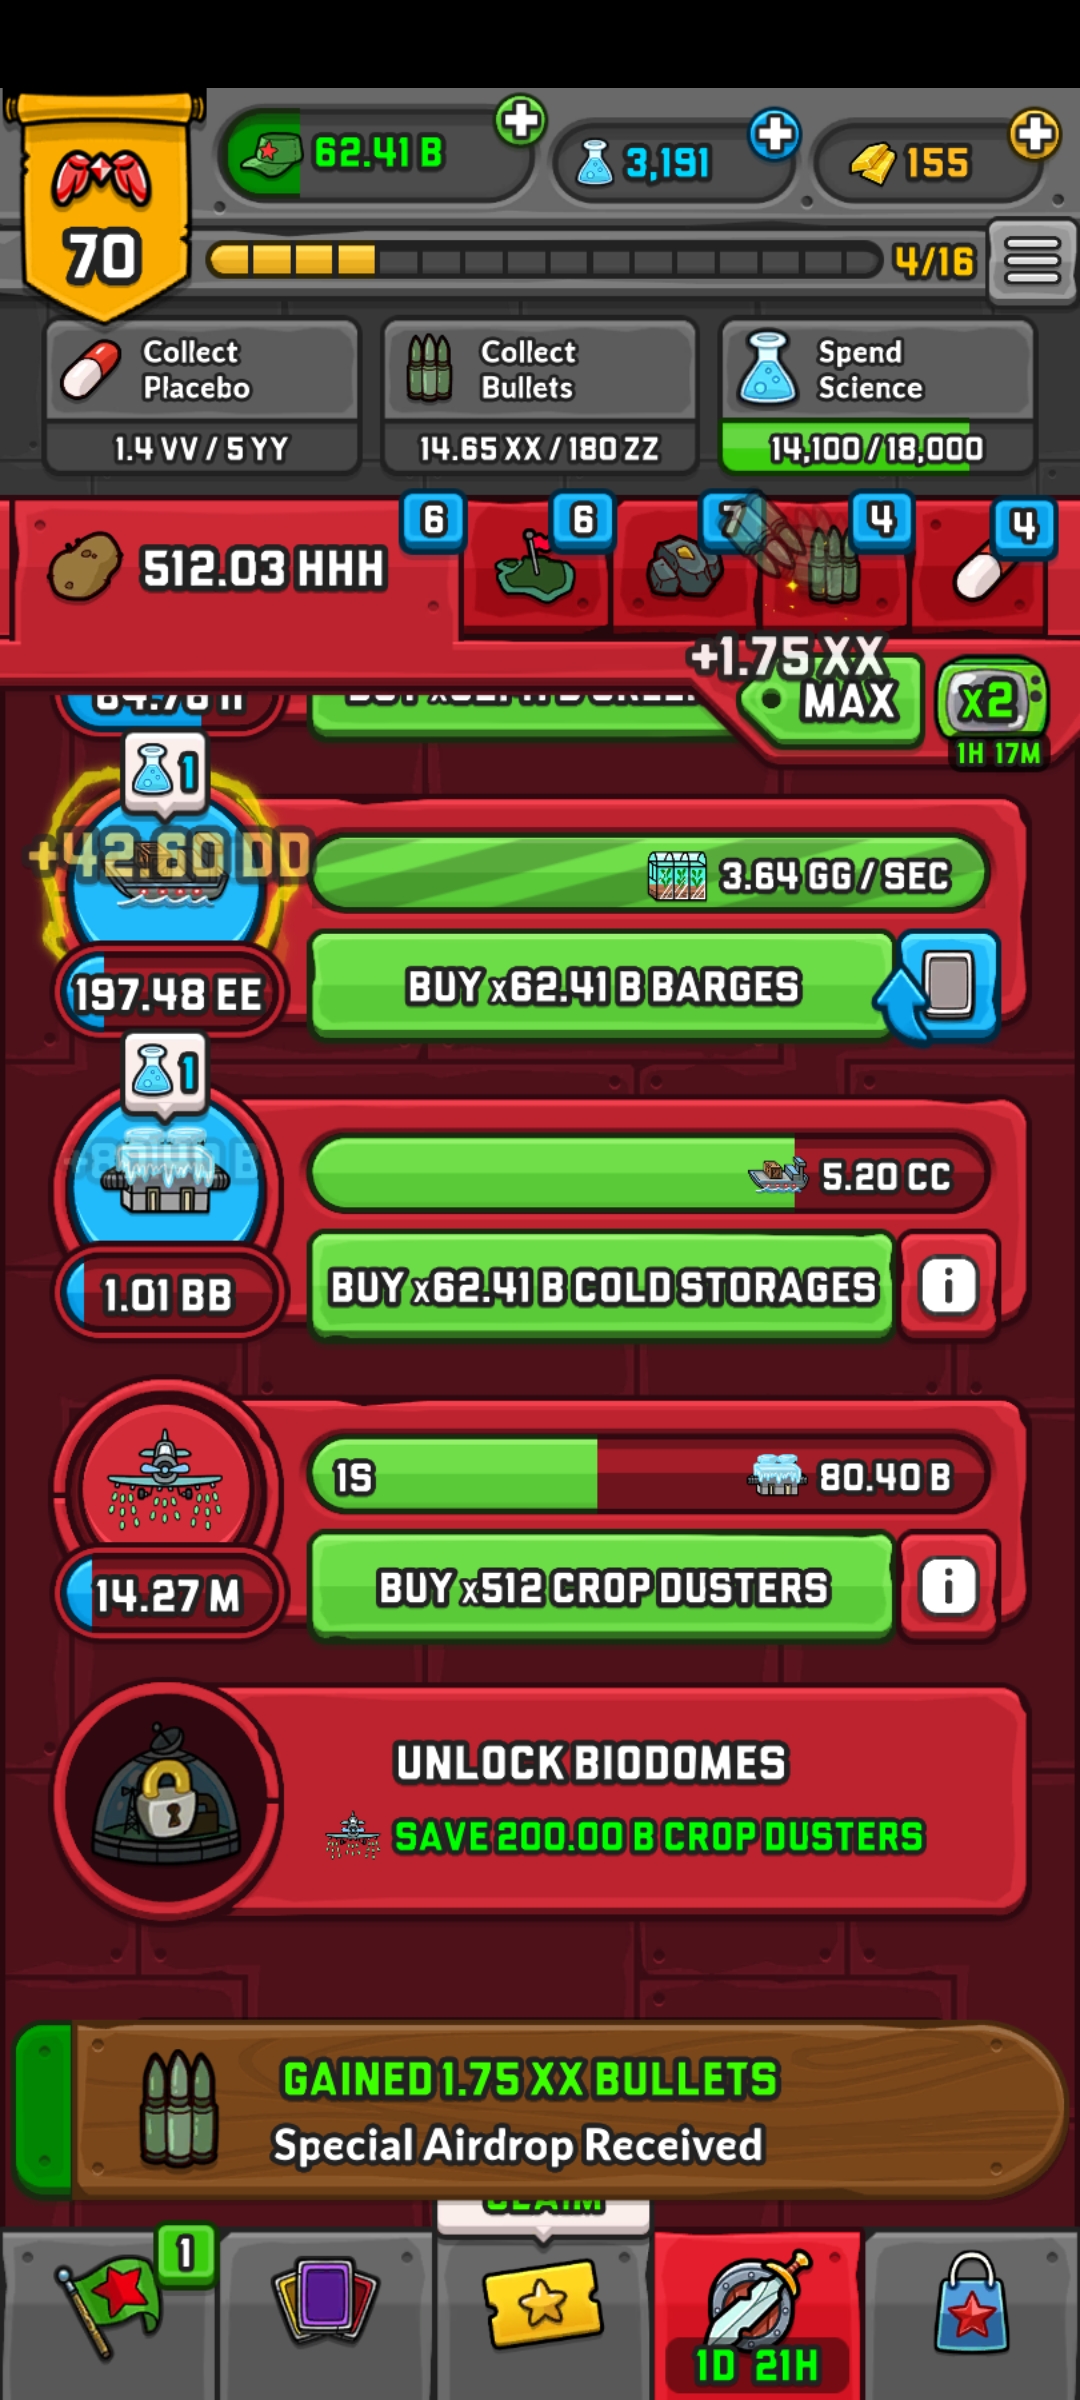 70
62.41 B
3,191
155
4/16
Collect
Placebo
1.4 VV / 5 YY
Collect
Bullets
14.65 XX / 180 ZZ
Spend
Science
14,100 / 18,000
512.03 HHH
6
6
7
4
4
+1.75 XX
MAX
x2
1H 17M
1
+42.60 DD
3.64 GG / SEC
197.48 EE
BUY x62.41 B BARGES
1
5.20 CC
1.01 BB
BUY x62.41 B COLD STORAGES
1S
80.40 B
14.27 M
BUY x512 CROP DUSTERS
UNLOCK BIODOMES
SAVE 200.00 B CROP DUSTERS
GAINED 1.75 XX BULLETS
Special Airdrop Received
CLAIM
1
1D 21H